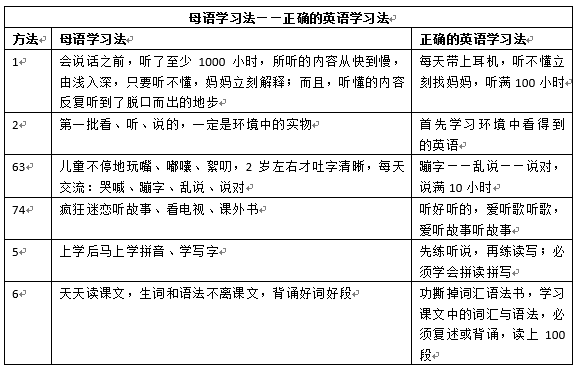 母语学习法——正确的英语学习法
方法 母语学习法 正确的英语学习法
1 会说话之前，听了至少 1000 小时，所听的内容从快到慢， 每天带上耳机，听不懂立
由浅入深，只要听不懂，妈妈立刻解释；而且，听懂的内容 刻找妈妈，听满 100 小时
反复听到了脱口而出的地步
2 第一批看、听、说的，一定是环境中的实物 首先学习环境中看得到
的英语
63 儿童不停地玩嘴、嘟囔、絮叨，2 岁左右才吐字清晰，每天 蹦字——乱说——说对，
交流：哭喊、蹦字、乱说、说对 说满 10 小时
74 疯狂迷恋听故事、看电视、课外书 听好听的，爱听歌听歌，
爱听故事听故事
5 上学后马上学拼音、学写字 先练听说，再练读写；必
须学会拼读拼写
6 天天读课文，生词和语法不离课文，背诵好词好段 功撕掉词汇语法书，学习
课文中的词汇与语法，必
须复述或背诵，读上 100
段